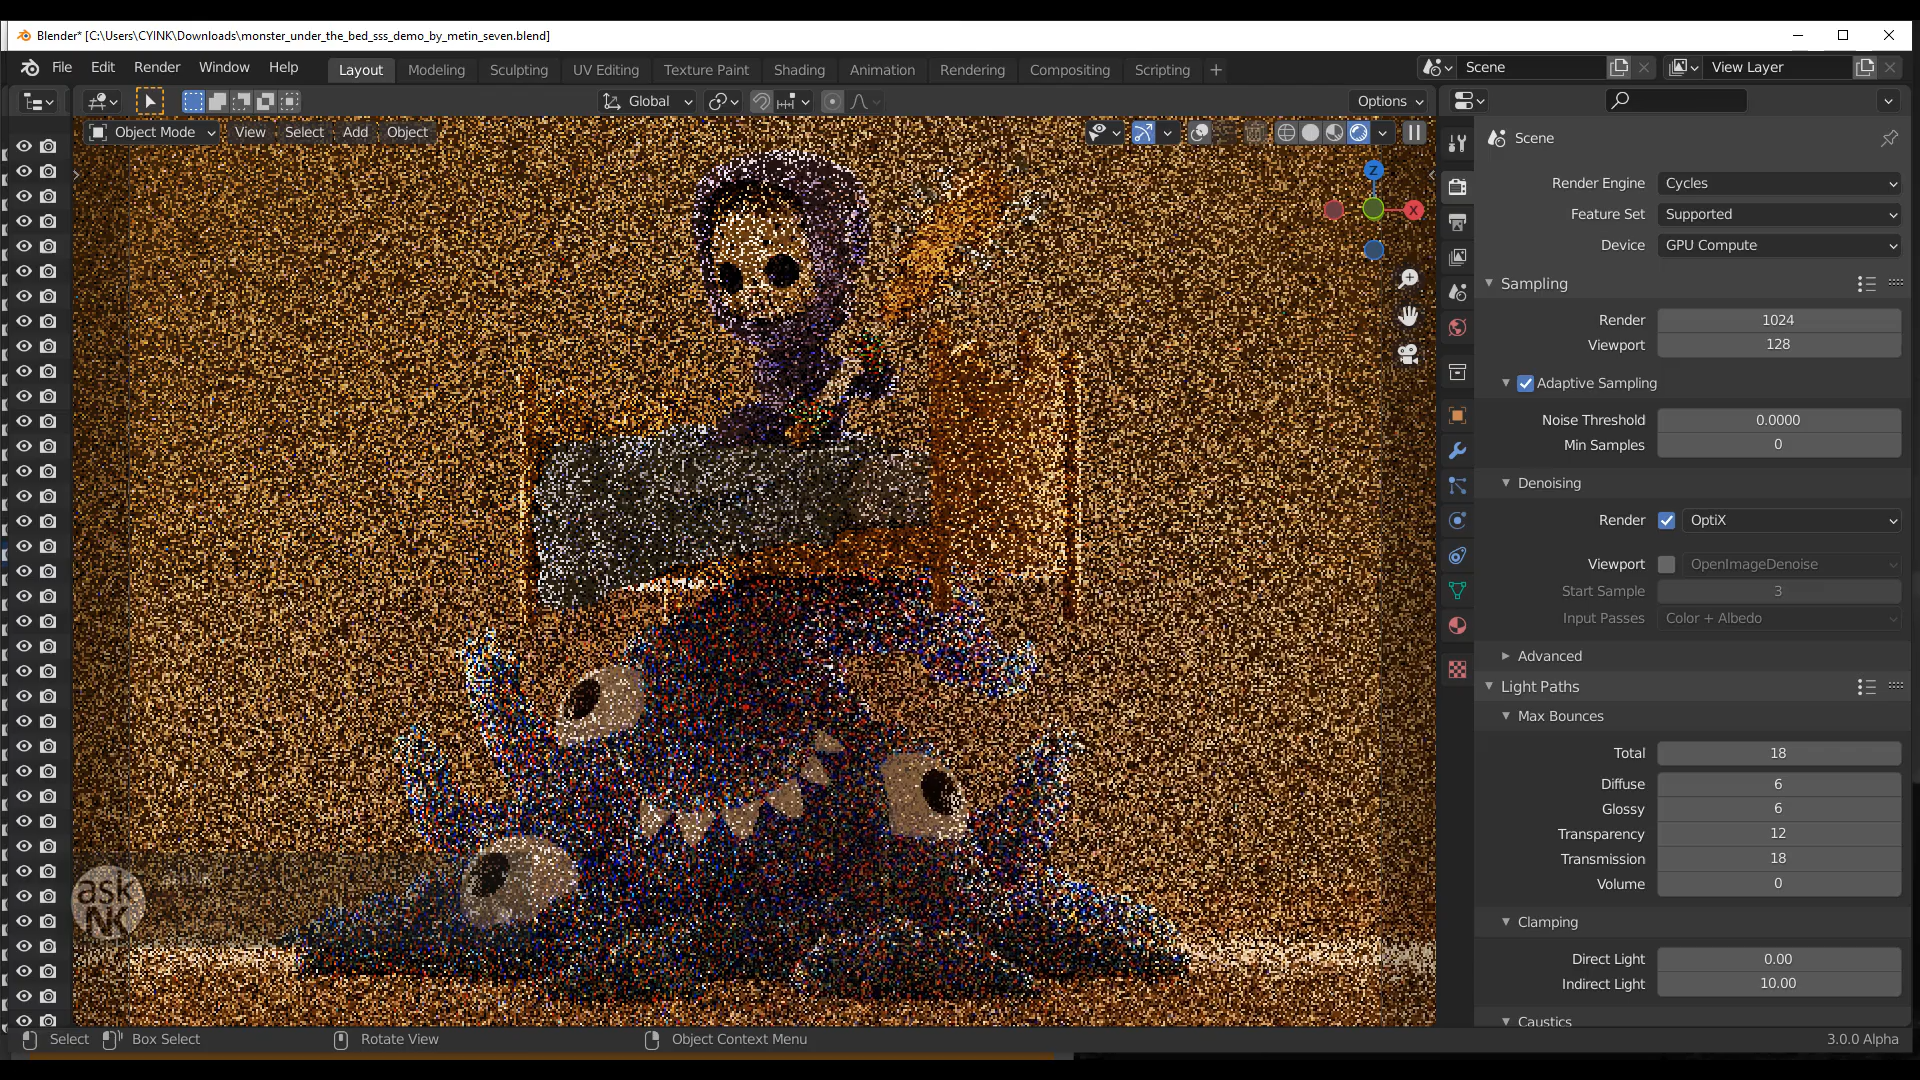 Blender* [C:\Users\CYINK\Downloads\monster_under_the_bed_sss_demo_by_metin_seven.blend]
File Edit Render Window Help
Layout Modeling Sculpting UV Editing Texture Paint Shading Animation Rendering Compositing Scripting +
Scene
View Layer
Global
Options
Object Mode View Select Add Object
Z
X
Scene
Render Engine Cycles
Feature Set Supported
Device GPU Compute
Sampling
Render 1024
Viewport 128
Adaptive Sampling
Noise Threshold 0.0000
Min Samples 0
Denoising
Render OptiX
Viewport OpenImageDenoise
Start Sample 3
Input Passes Color + Albedo
Advanced
Light Paths
Max Bounces
Total 18
Diffuse 6
Glossy 6
Transparency 12
Transmission 18
Volume 0
Clamping
Direct Light 0.00
Indirect Light 10.00
Caustics
ask
NK
Select Box Select Rotate View Object Context Menu 3.0.0 Alpha